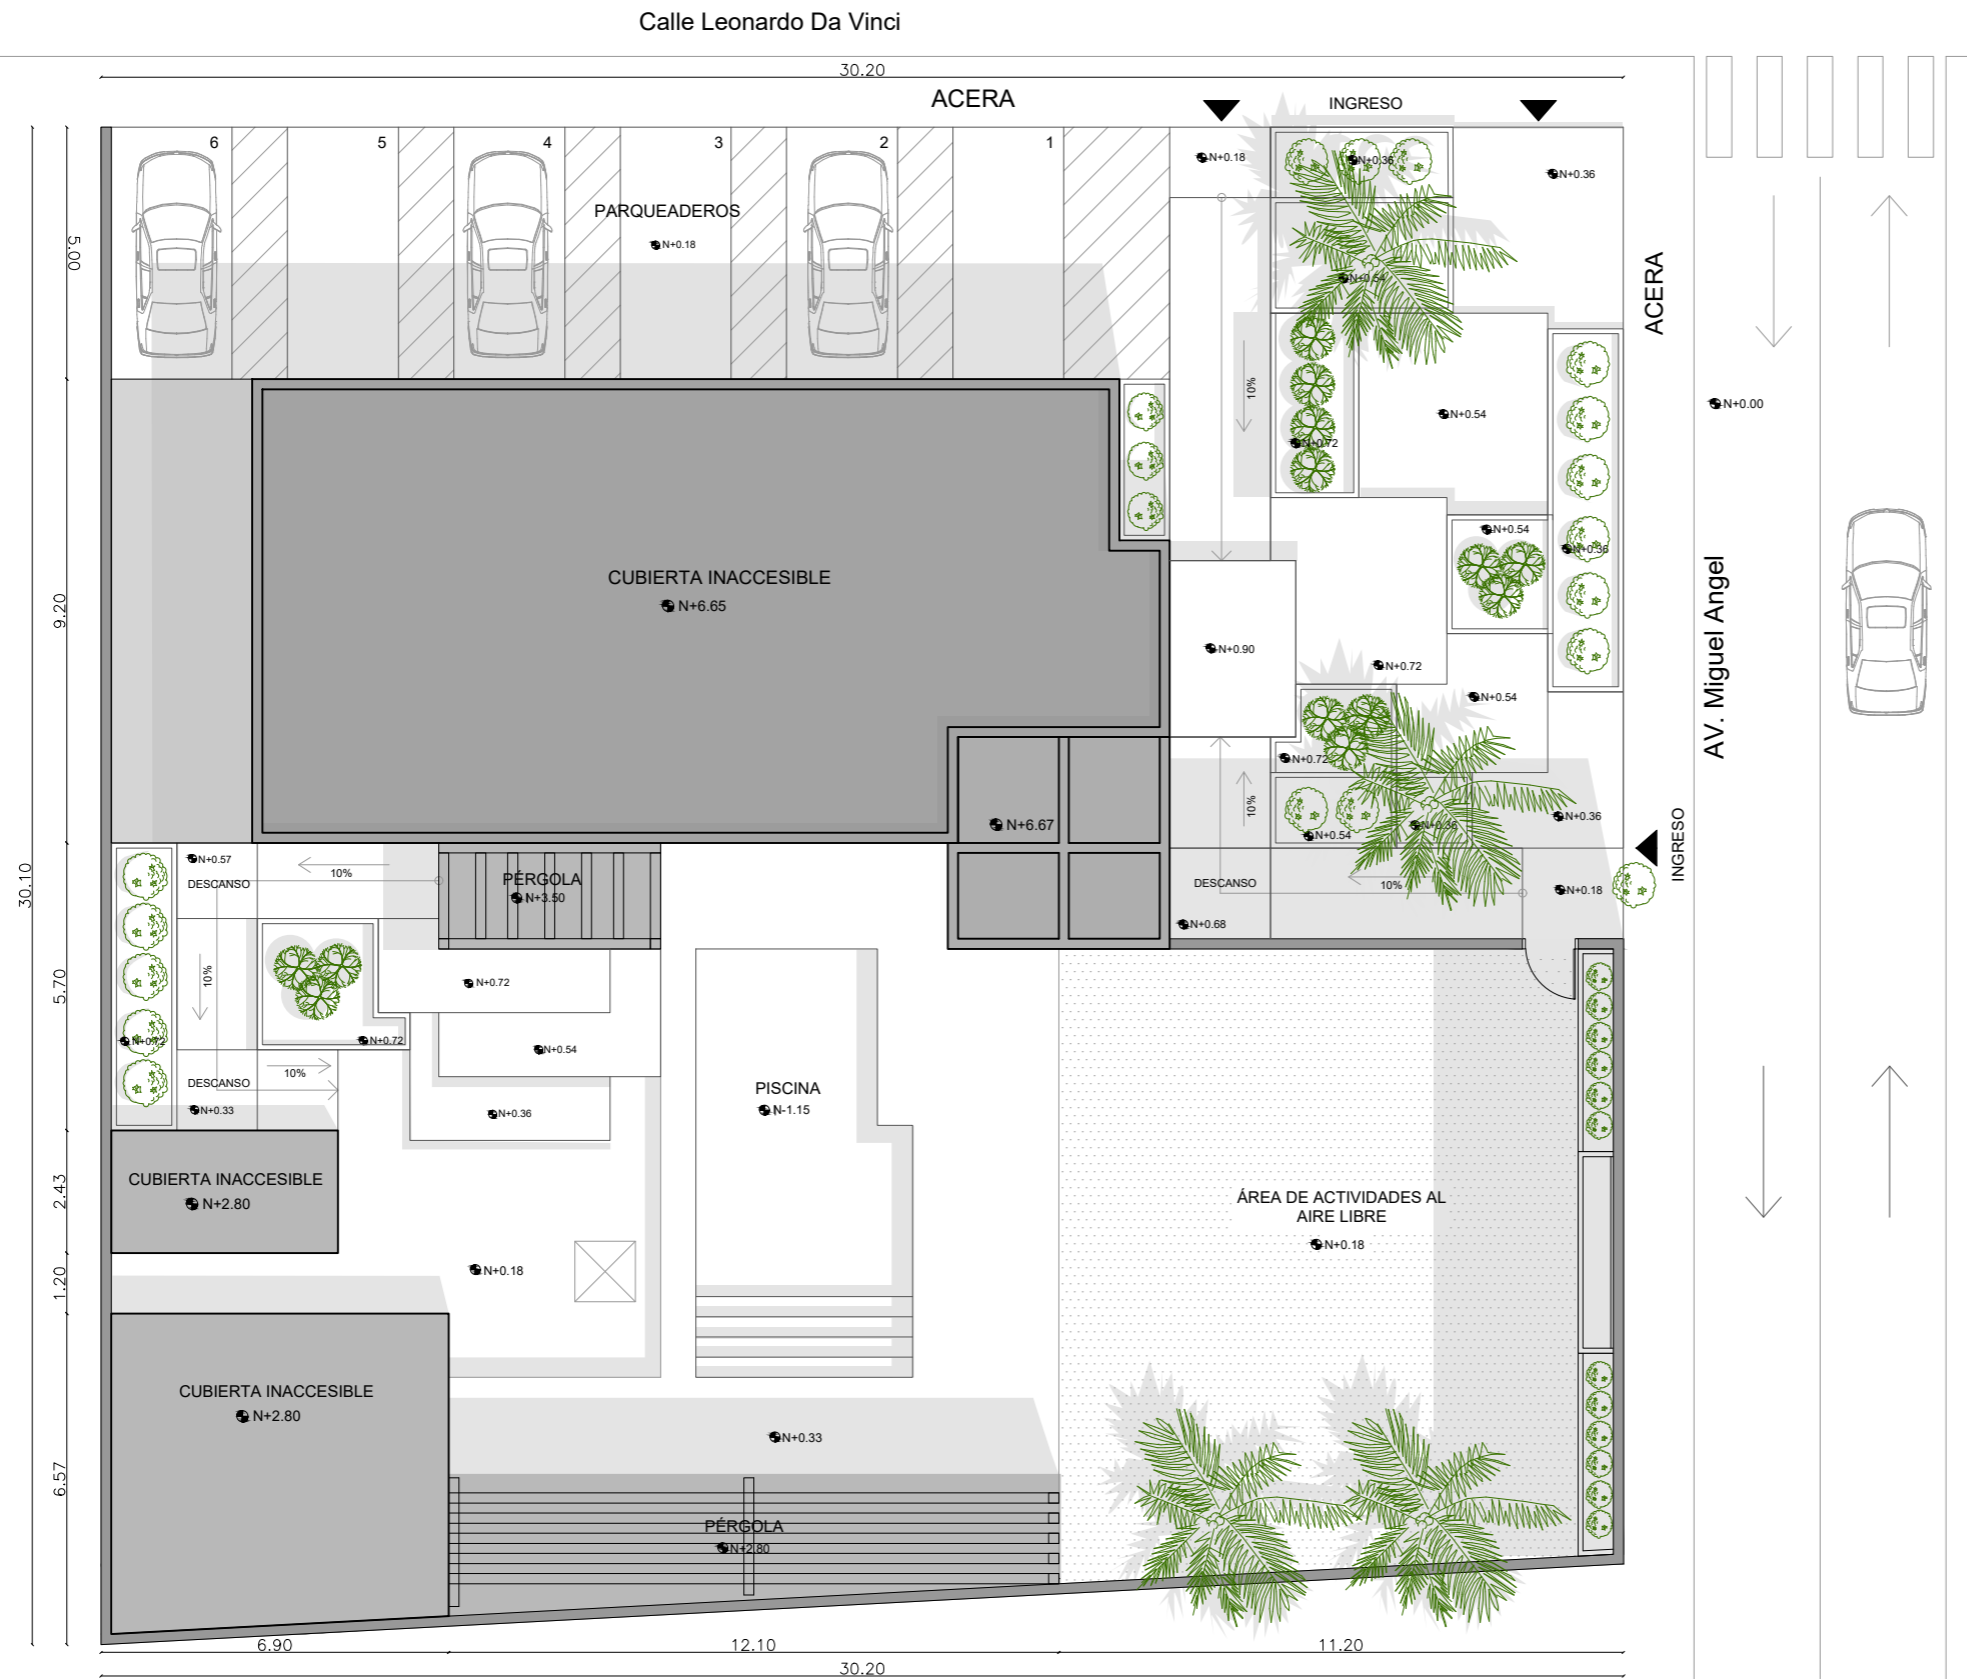 Calle Leonardo Da Vinci
30.20
ACERA
INGRESO
6
5
4
3
2
1
N+0.18
N+0.36
N+0.36
PARQUEADEROS
N+0.18
5.00
N+0.54
ACERA
10%
N+0.00
N+0.54
N+0.72
N+0.54
N+0.36
CUBIERTA INACCESIBLE
N+6.65
9.20
N+0.90
N+0.72
N+0.54
AV. Miguel Angel
N+0.72
10%
N+6.67
N+0.54
N+0.36
N+0.36
INGRESO
30.10
N+0.57
DESCANSO
10%
PÉRGOLA
N+3.50
DESCANSO
10%
N+0.18
N+0.68
5.70
10%
N+0.72
N+0.72
N+0.72
N+0.54
10%
DESCANSO
N+0.33
N+0.36
PISCINA
N-1.15
2.43
CUBIERTA INACCESIBLE
N+2.80
ÁREA DE ACTIVIDADES AL
AIRE LIBRE
N+0.18
1.20
N+0.18
CUBIERTA INACCESIBLE
N+2.80
N+0.33
6.57
PÉRGOLA
N+2.80
6.90
12.10
11.20
30.20